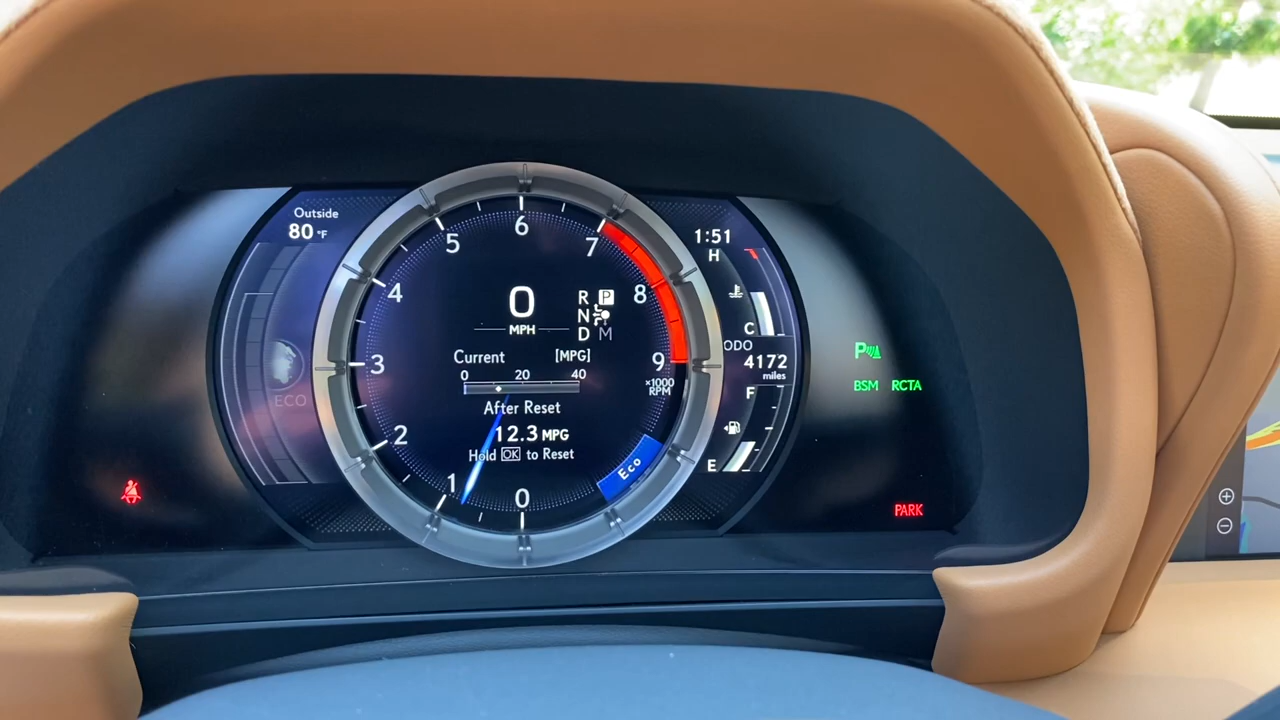 Outside
80 °F
ECO
0
1
2
3
4
5
6
7
8
9
×1000
RPM
Eco
0
MPH
R P
N
D M
Current [MPG]
0 20 40
After Reset
12.3 MPG
Hold OK to Reset
1:51
H
C
ODO
4172
miles
F
E
P
BSM RCTA
PARK